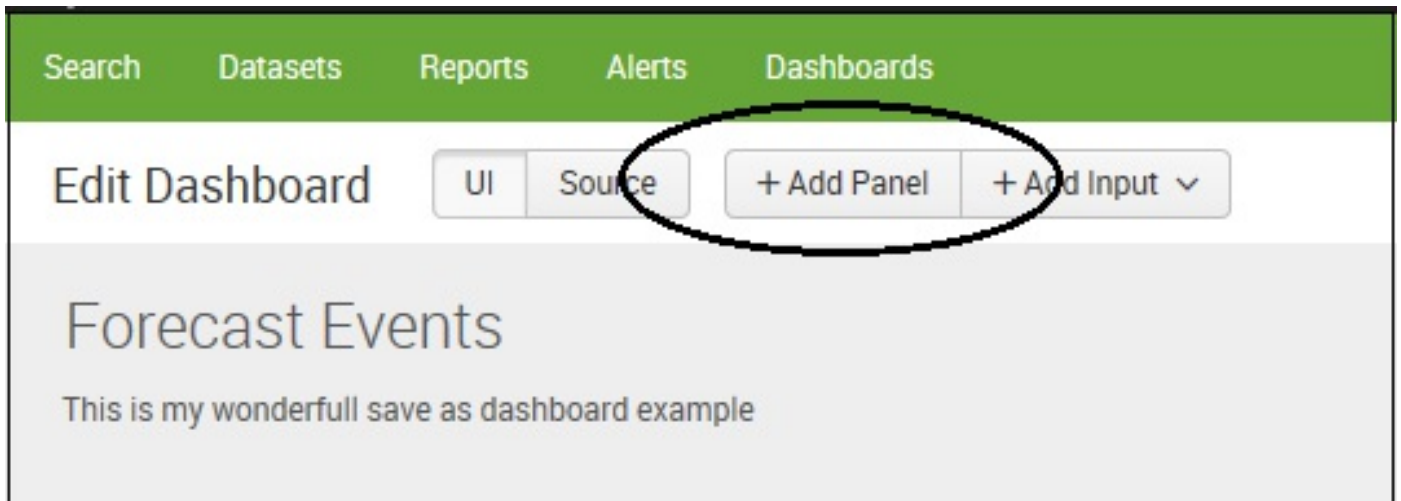 Search Datasets Reports Alerts Dashboards
Edit Dashboard UI Source + Add Panel + Add Input
Forecast Events
This is my wonderfull save as dashboard example